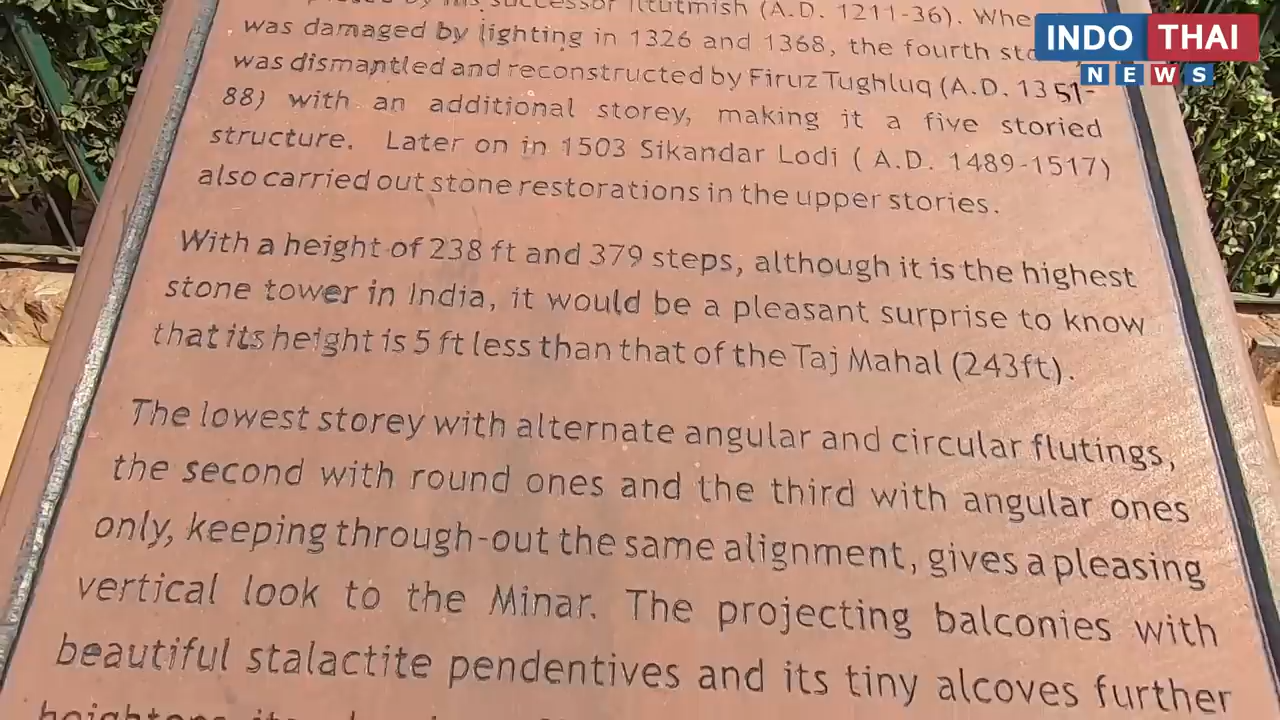 successor Iltutmish (A.D. 1211-36). Whe
was damaged by lighting in 1326 and 1368, the fourth sto
was dismantled and reconstructed by Firuz Tughluq (A.D. 1351-
88) with an additional storey, making it a five storied
structure. Later on in 1503 Sikandar Lodi ( A.D. 1489-1517)
also carried out stone restorations in the upper stories.
With a height of 238 ft and 379 steps, although it is the highest
stone tower in India, it would be a pleasant surprise to know
that its height is 5 ft less than that of the Taj Mahal (243ft).
The lowest storey with alternate angular and circular flutings,
the second with round ones and the third with angular ones
only, keeping through-out the same alignment, gives a pleasing
vertical look to the Minar. The projecting balconies with
beautiful stalactite pendentives and its tiny alcoves further
INDO THAI
NEWS